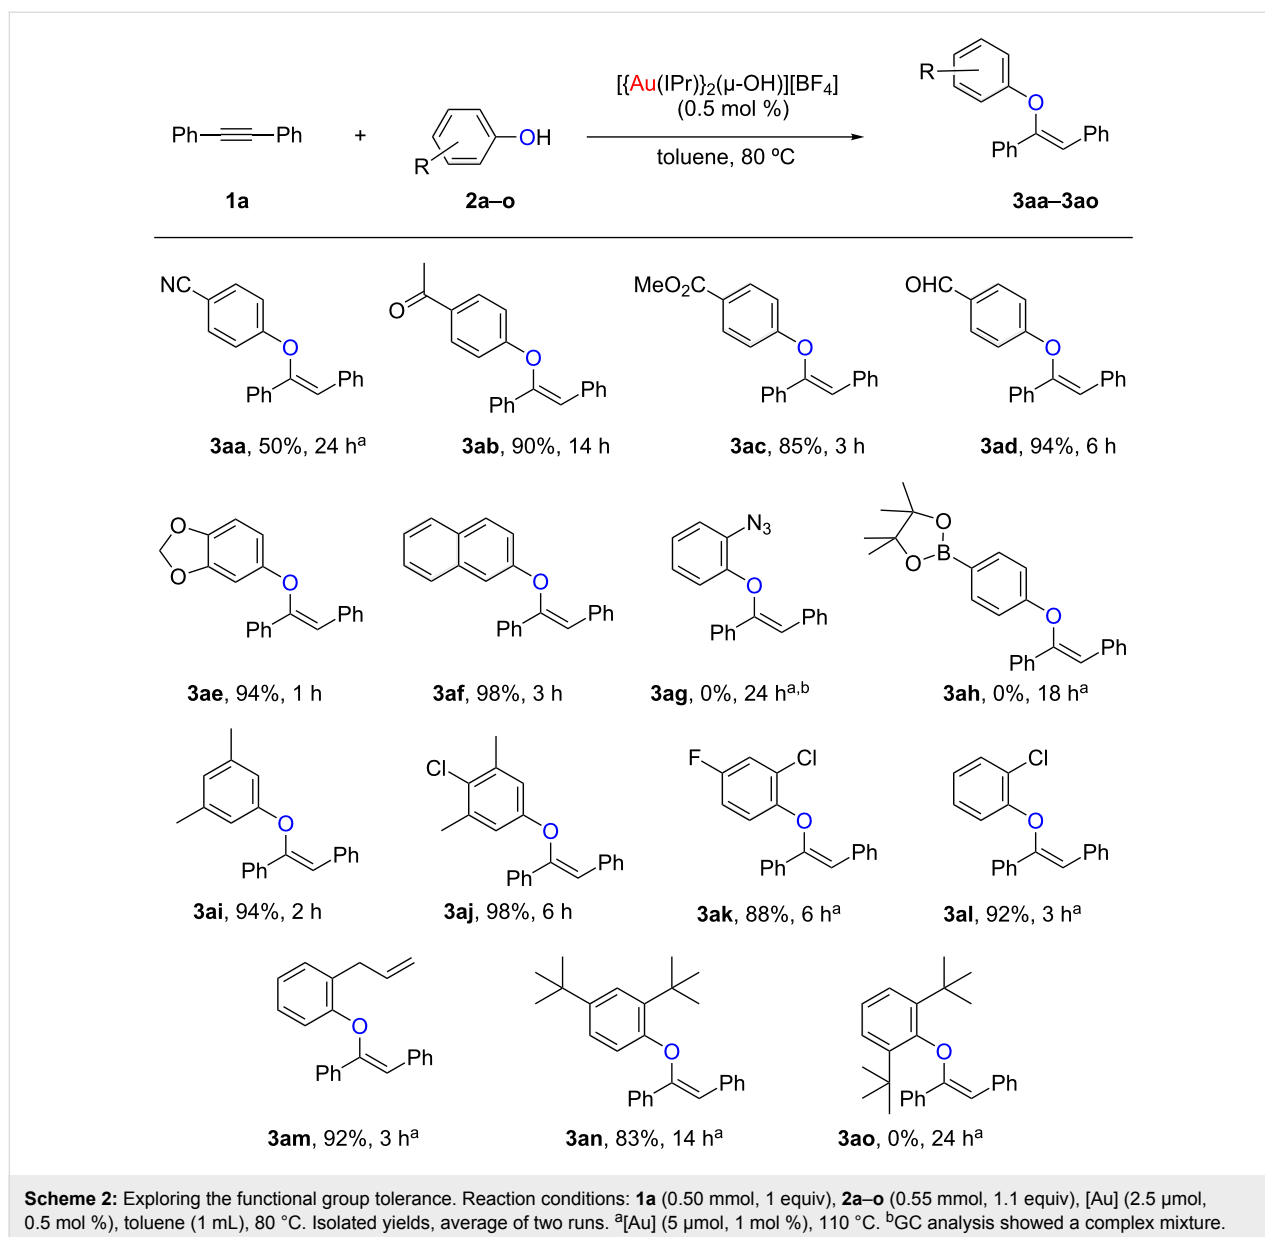 [{Au(IPr)}2(μ-OH)][BF4]
(0.5 mol %)
toluene, 80 ºC
Ph Ph + R OH R O Ph Ph
1a 2a–o 3aa–3ao
NC O Ph Ph O O Ph Ph MeO2C O Ph Ph OHC O Ph Ph
3aa, 50%, 24 ha 3ab, 90%, 14 h 3ac, 85%, 3 h 3ad, 94%, 6 h
O O O Ph Ph O Ph Ph N3 O Ph Ph O O B O Ph Ph
3ae, 94%, 1 h 3af, 98%, 3 h 3ag, 0%, 24 ha,b 3ah, 0%, 18 ha
O Ph Ph Cl O Ph Ph F Cl O Ph Ph Cl O Ph Ph
3ai, 94%, 2 h 3aj, 98%, 6 h 3ak, 88%, 6 ha 3al, 92%, 3 ha
O Ph Ph O Ph Ph O Ph Ph
3am, 92%, 3 ha 3an, 83%, 14 ha 3ao, 0%, 24 ha
Scheme 2: Exploring the functional group tolerance. Reaction conditions: 1a (0.50 mmol, 1 equiv), 2a–o (0.55 mmol, 1.1 equiv), [Au] (2.5 μmol,
0.5 mol %), toluene (1 mL), 80 °C. Isolated yields, average of two runs. a[Au] (5 μmol, 1 mol %), 110 °C. bGC analysis showed a complex mixture.